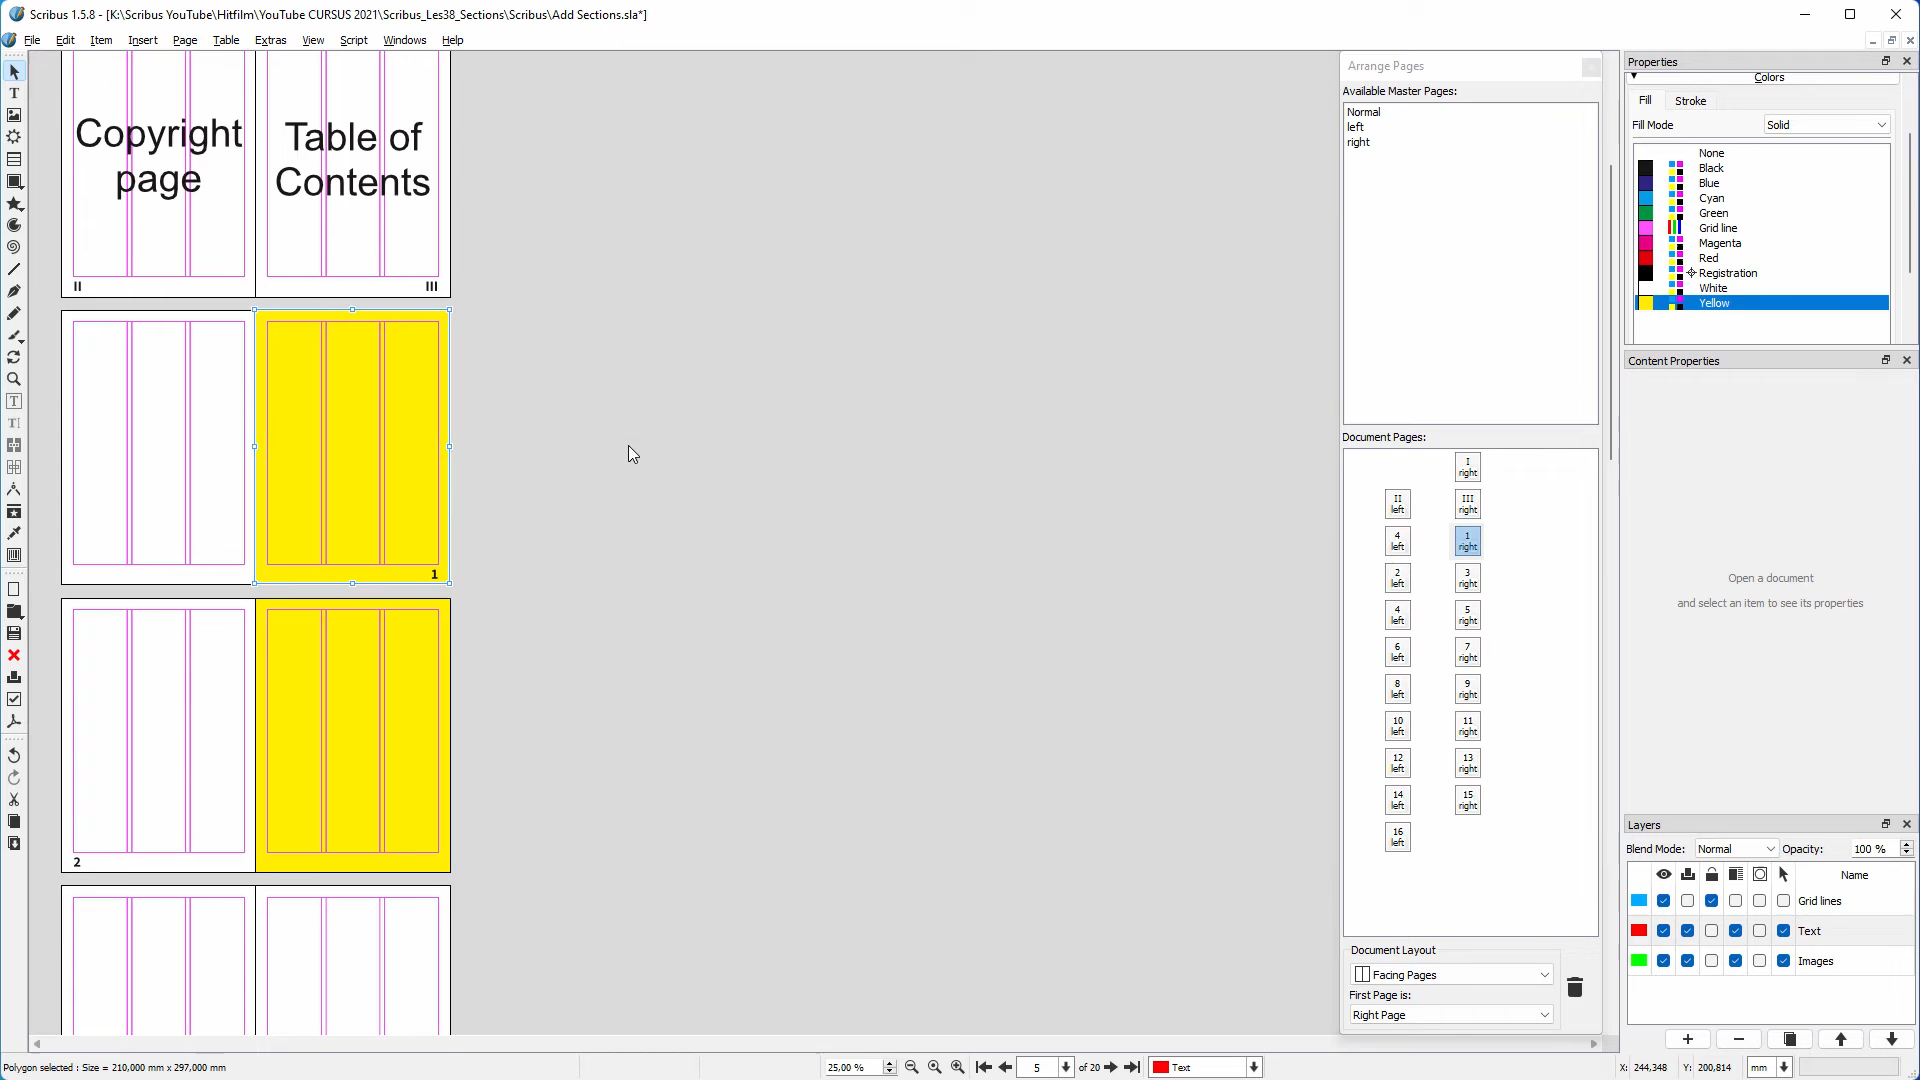 Scribus 1.5.8 - [K:\Scribus YouTube\Hitfilm\YouTube CURSUS 2021\Scribus_Les38_Sections\Scribus\Add Sections.sla*]
File Edit Item Insert Page Table Extras View Script Windows Help
Copyright
page
II
Table of
Contents
III
1
2
Arrange Pages
Available Master Pages:
Normal
left
right
Document Pages:
I
right
II
left
III
right
4
left
1
right
2
left
3
right
4
left
5
right
6
left
7
right
8
left
9
right
10
left
11
right
12
left
13
right
14
left
15
right
16
left
Document Layout
Facing Pages
First Page is:
Right Page
Properties
Colors
Fill Stroke
Fill Mode Solid
None
Black
Blue
Cyan
Green
Grid line
Magenta
Red
Registration
White
Yellow
Content Properties
Open a document
and select an item to see its properties
Layers
Blend Mode: Normal Opacity: 100 %
Name
Grid lines
Text
Images
Polygon selected : Size = 210,000 mm x 297,000 mm
25,00 %
5 of 20
Text
X: 244,348 Y: 200,814 mm